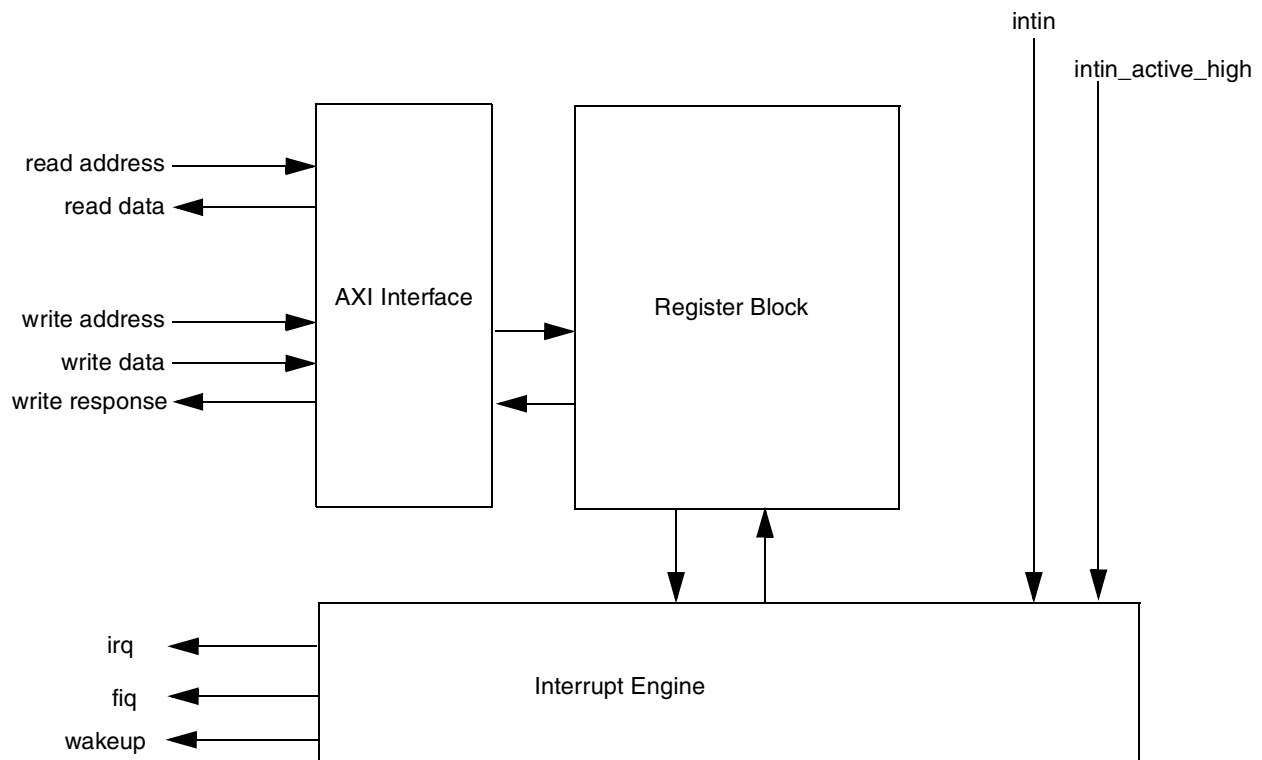 intin
intin_active_high
read address
read data
AXI Interface
Register Block
write address
write data
write response
irq
fiq
wakeup
Interrupt Engine